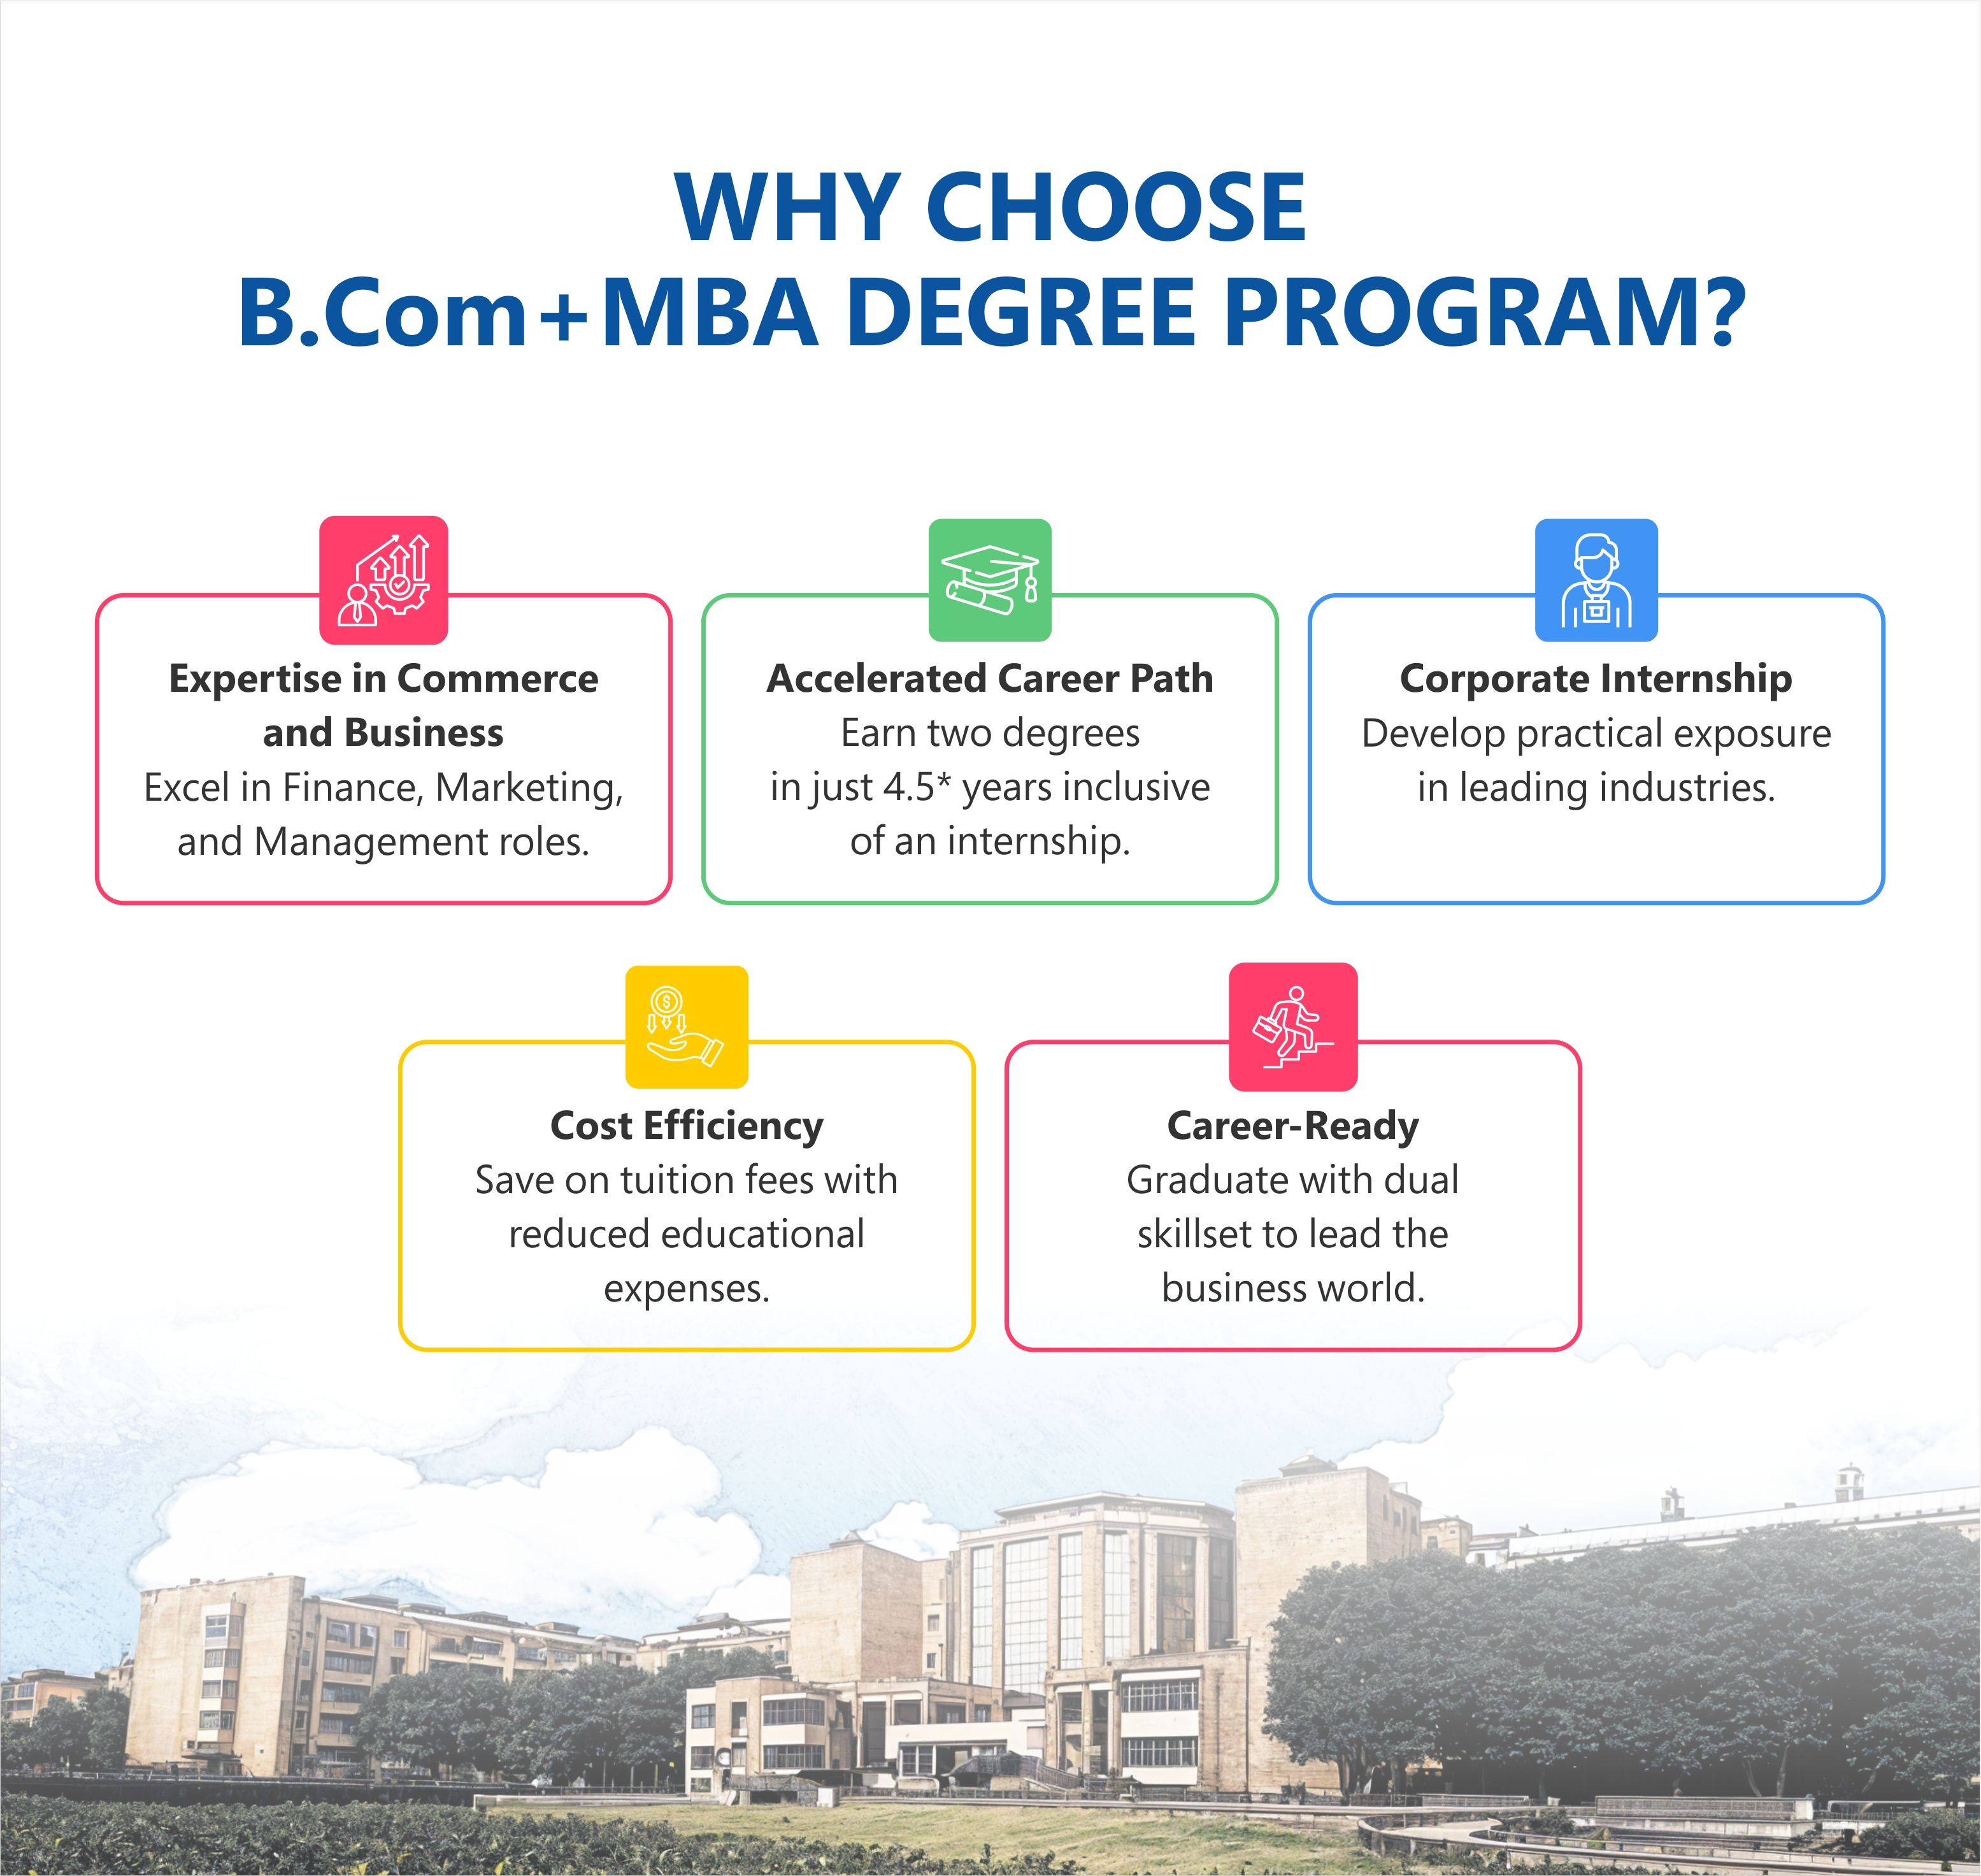 WHY CHOOSE
B.Com+MBA DEGREE PROGRAM?
Expertise in Commerce
and Business
Excel in Finance, Marketing,
and Management roles.
Accelerated Career Path
Earn two degrees
in just 4.5* years inclusive
of an internship.
Corporate Internship
Develop practical exposure
in leading industries.
Cost Efficiency
Save on tuition fees with
reduced educational
expenses.
Career-Ready
Graduate with dual
skillset to lead the
business world.